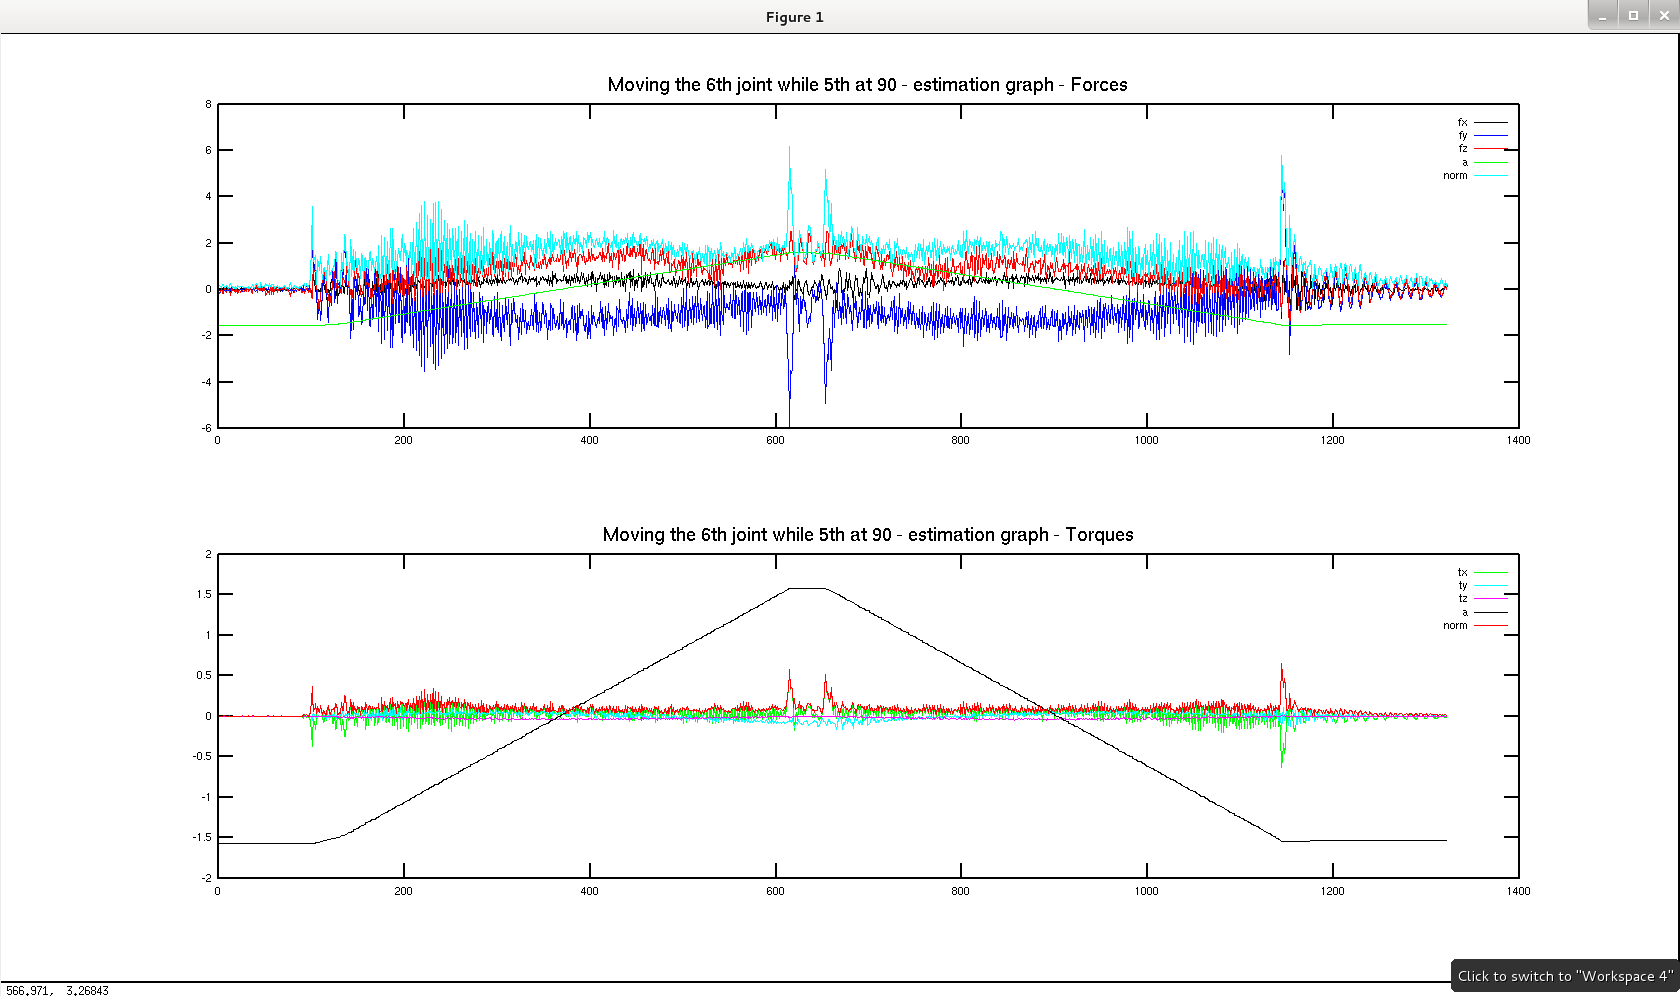 Figure 1
Moving the 6th joint while 5th at 90 - estimation graph - Forces
8
6
4
2
0
-2
-4
-6
0 200 400 600 800 1000 1200 1400
fx
fy
fz
a
norm
Moving the 6th joint while 5th at 90 - estimation graph - Torques
2
1.5
1
0.5
0
-0.5
-1
-1.5
-2
0 200 400 600 800 1000 1200 1400
tx
ty
tz
a
norm
Click to switch to "Workspace 4"
566.971, 3.26843